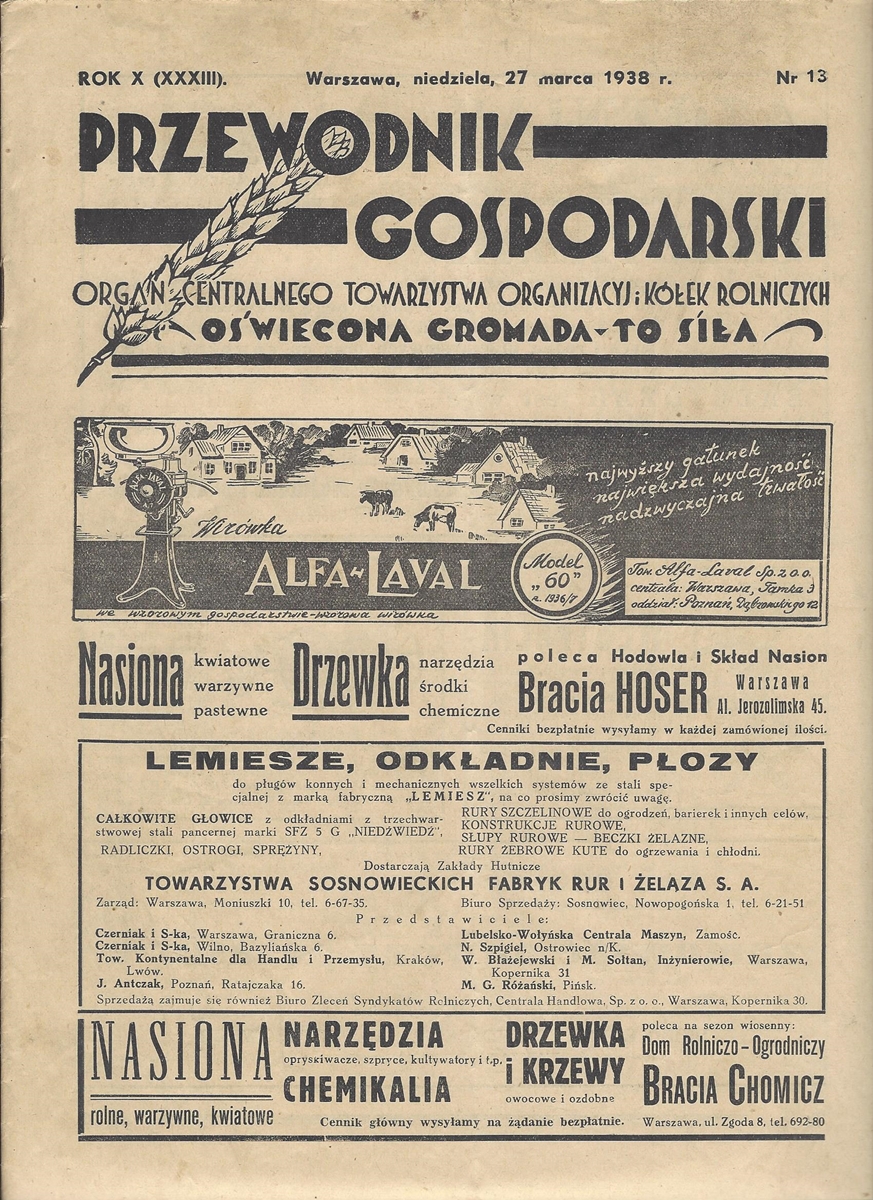 ROK X (XXXIII). Warszawa, niedziela, 27 marca 1938 r. Nr 13
PRZEWODNIK
GOSPODARSKI
ORGAN CENTRALNEGO TOWARZYSTWA ORGANIZACYJ i KÓŁEK ROLNICZYCH
OŚWIECONA GROMADA - TO SIŁA
ALFA-LAVAL
najwyższy gatunek
największa wydajność
nadzwyczajna trwałość
Wirówka
ALFA-LAVAL
Model
"60"
R. 1936/7
Tow. Alfa-Laval Sp. z o.o.
centrala: Warszawa, Tamka 3
oddział: Poznań, Dąbrowskiego 12
we wzorowym gospodarstwie-wzorowa wirówka
Nasiona
kwiatowe
warzywne
pastewne
Drzewka
narzędzia
środki
chemiczne
poleca Hodowla i Skład Nasion
Bracia HOSER
Warszawa
Al. Jerozolimska 45.
Cenniki bezpłatnie wysyłamy w każdej zamówionej ilości.
LEMIESZE, ODKŁADNIE, PŁOZY
do pługów konnych i mechanicznych wszelkich systemów ze stali spe-
cjalnej z marką fabryczną „LEMIESZ", na co prosimy zwrócić uwagę.
CAŁKOWITE GŁOWICE z odkładniami z trzechwar-
stwowej stali pancernej marki SFZ 5 G „NIEDŹWIEDŹ",
RADLICZKI, OSTROGI, SPRĘŻYNY,
RURY SZCZELINOWE do ogrodzeń, barierek i innych celów,
KONSTRUKCJE RUROWE,
SŁUPY RUROWE — BECZKI ŻELAZNE,
RURY ŻEBROWE KUTE do ogrzewania i chłodni.
Dostarczają Zakłady Hutnicze
TOWARZYSTWA SOSNOWIECKICH FABRYK RUR I ŻELAZA S. A.
Zarząd: Warszawa, Moniuszki 10, tel. 6-67-35. Biuro Sprzedaży: Sosnowiec, Nowopogońska 1, tel. 6-21-51
Przedstawiciele:
Czerniak i S-ka, Warszawa, Graniczna 6.
Czerniak i S-ka, Wilno, Bazyliańska 6.
Tow. Kontynentalne dla Handlu i Przemysłu, Kraków,
Lwów.
J. Antczak, Poznań, Ratajczaka 16.
Lubelsko-Wołyńska Centrala Maszyn, Zamość.
N. Szpigiel, Ostrowiec n/K.
W. Błażejewski i M. Sołtan, Inżynierowie, Warszawa,
Kopernika 31
M. G. Różański, Pińsk.
Sprzedażą zajmuje się również Biuro Zleceń Syndykatów Rolniczych, Centrala Handlowa, Sp. z o. o., Warszawa, Kopernika 30.
NASIONA
rolne, warzywne, kwiatowe
NARZĘDZIA
opryskiwacze, szpryce, kultywatory i t.p.
CHEMIKALIA
DRZEWKA
i KRZEWY
owocowe i ozdobne
Cennik główny wysyłamy na żądanie bezpłatnie.
poleca na sezon wiosenny:
Dom Rolniczo-Ogrodniczy
BRACIA CHOMICZ
Warszawa, ul. Zgoda 8, tel. 692-80